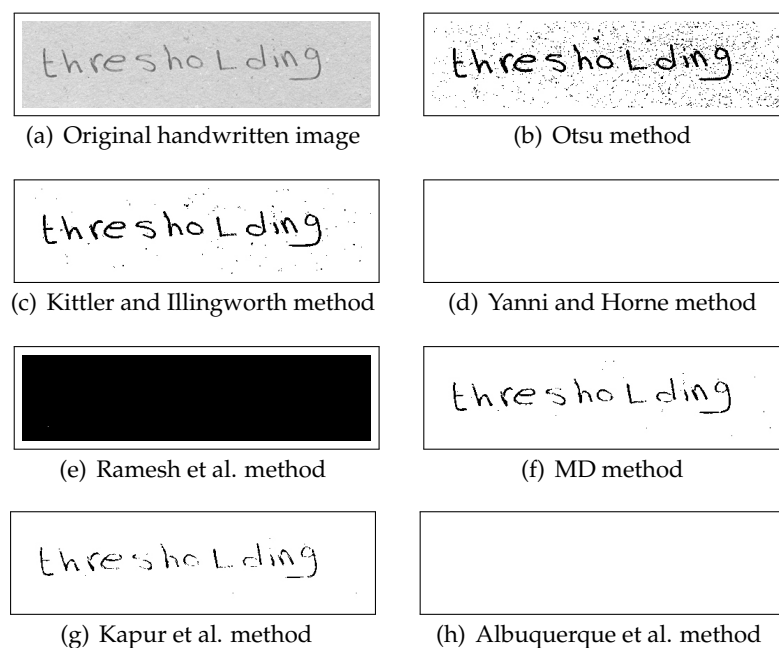 thresholding
thresholding
(a) Original handwritten image
(b) Otsu method
thresholding
(c) Kittler and Illingworth method
(d) Yanni and Horne method
thresholding
(e) Ramesh et al. method
(f) MD method
thresholding
(g) Kapur et al. method
(h) Albuquerque et al. method